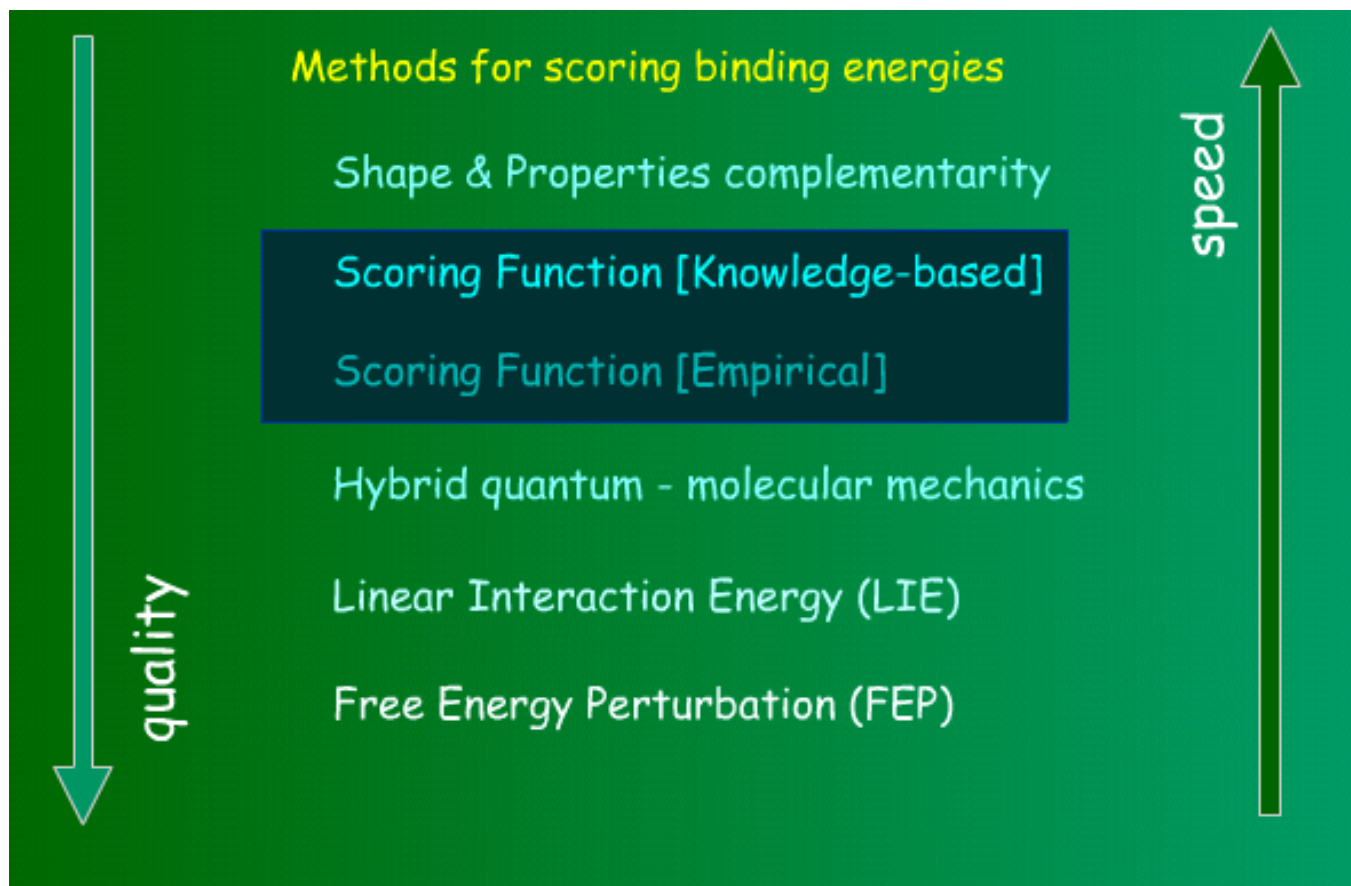 Methods for scoring binding energies
Shape & Properties complementarity
speed
Scoring Function [Knowledge-based]
Scoring Function [Empirical]
Hybrid quantum - molecular mechanics
Linear Interaction Energy (LIE)
quality
Free Energy Perturbation (FEP)